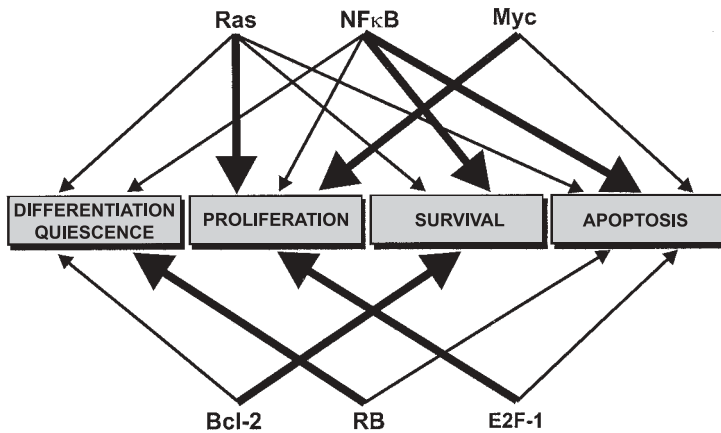 Ras NFκB Myc
DIFFERENTIATION
QUIESCENCE
PROLIFERATION
SURVIVAL
APOPTOSIS
Bcl-2 RB E2F-1